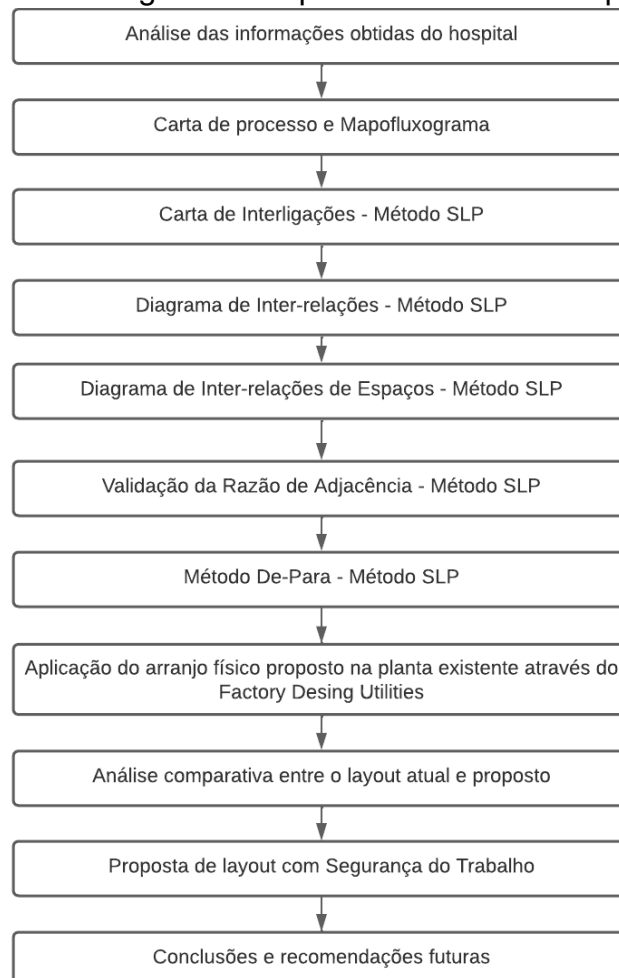 Análise das informações obtidas do hospital
Carta de processo e Mapofluxograma
Carta de Interligações - Método SLP
Diagrama de Inter-relações - Método SLP
Diagrama de Inter-relações de Espaços - Método SLP
Validação da Razão de Adjacência - Método SLP
Método De-Para - Método SLP
Aplicação do arranjo físico proposto na planta existente através do
Factory Desing Utilities
Análise comparativa entre o layout atual e proposto
Proposta de layout com Segurança do Trabalho
Conclusões e recomendações futuras